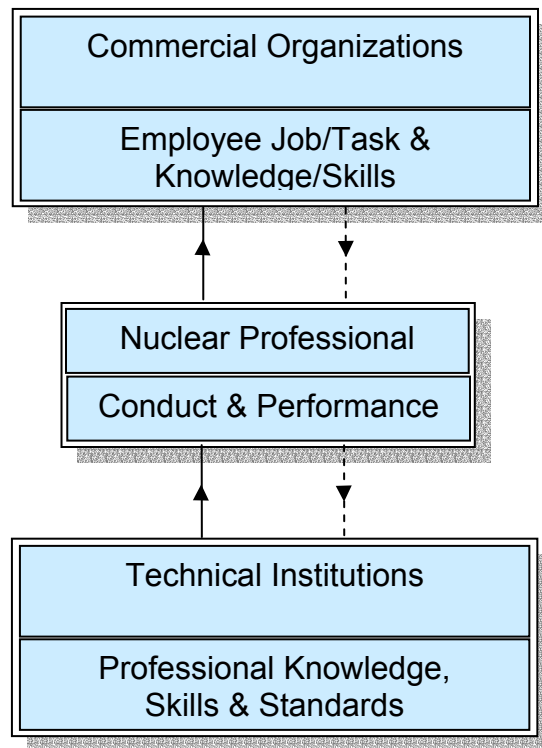 Commercial Organizations
Employee Job/Task &
Knowledge/Skills
Nuclear Professional
Conduct & Performance
Technical Institutions
Professional Knowledge,
Skills & Standards